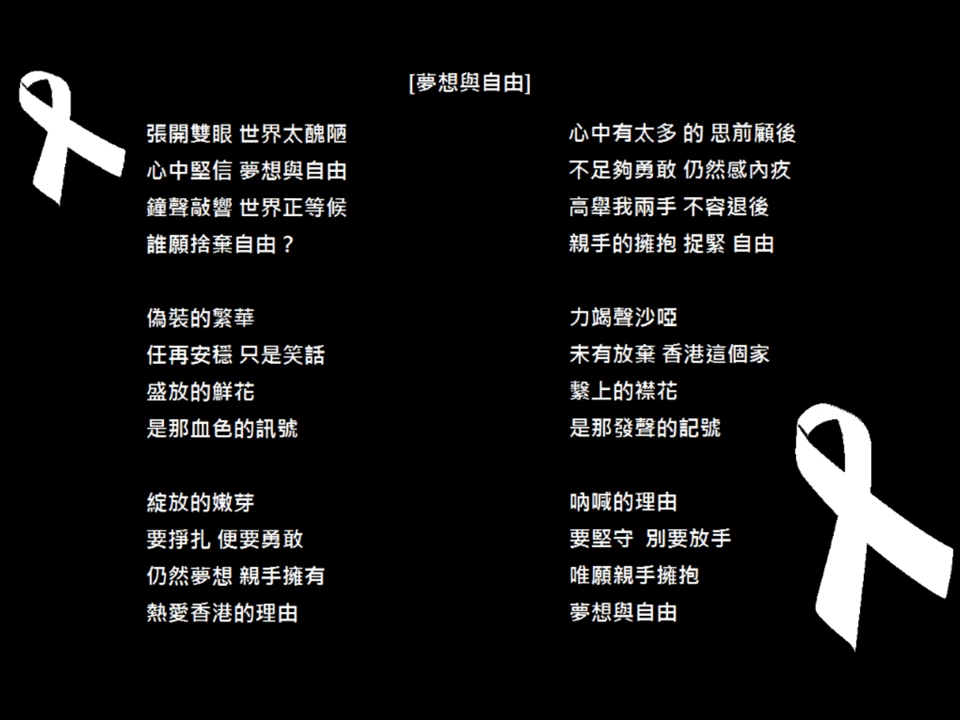 [夢想與自由]
張開雙眼 世界太醜陋
心中堅信 夢想與自由
鐘聲敲響 世界正等候
誰願捨棄自由？
偽裝的繁華
任再安穩 只是笑話
盛放的鮮花
是那血色的訊號
綻放的嫩芽
要掙扎 便要勇敢
仍然夢想 親手擁有
熱愛香港的理由
心中有太多 的 思前顧後
不足夠勇敢 仍然感內疚
高舉我兩手 不容退後
親手的擁抱 捉緊 自由
力竭聲沙啞
未有放棄 香港這個家
繫上的襟花
是那發聲的記號
吶喊的理由
要堅守 別要放手
唯願親手擁抱
夢想與自由